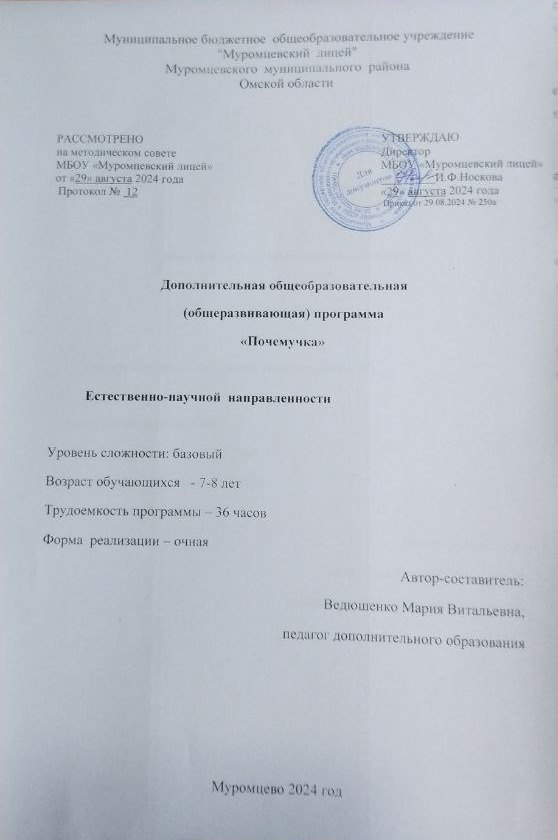 Муниципальное бюджетное общеобразовательное учреждение
"Муромцевский лицей"
Муромцевского муниципального района
Омской области
РАССМОТРЕНО
на методическом совете
МБОУ «Муромцевский лицей»
от «29» августа 2024 года
Протокол № 12
УТВЕРЖДАЮ
Директор
МБОУ «Муромцевский лицей»
И.Ф.Носкова
«29» августа 2024 года
Приказ от 29.08.2024 № 250а
Для
документов
Дополнительная общеобразовательная
(общеразвивающая) программа
«Почемучка»
Естественно-научной направленности
Уровень сложности: базовый
Возраст обучающихся - 7-8 лет
Трудоемкость программы – 36 часов
Форма реализации – очная
Автор-составитель:
Ведюшенко Мария Витальевна,
педагог дополнительного образования
Муромцево 2024 год